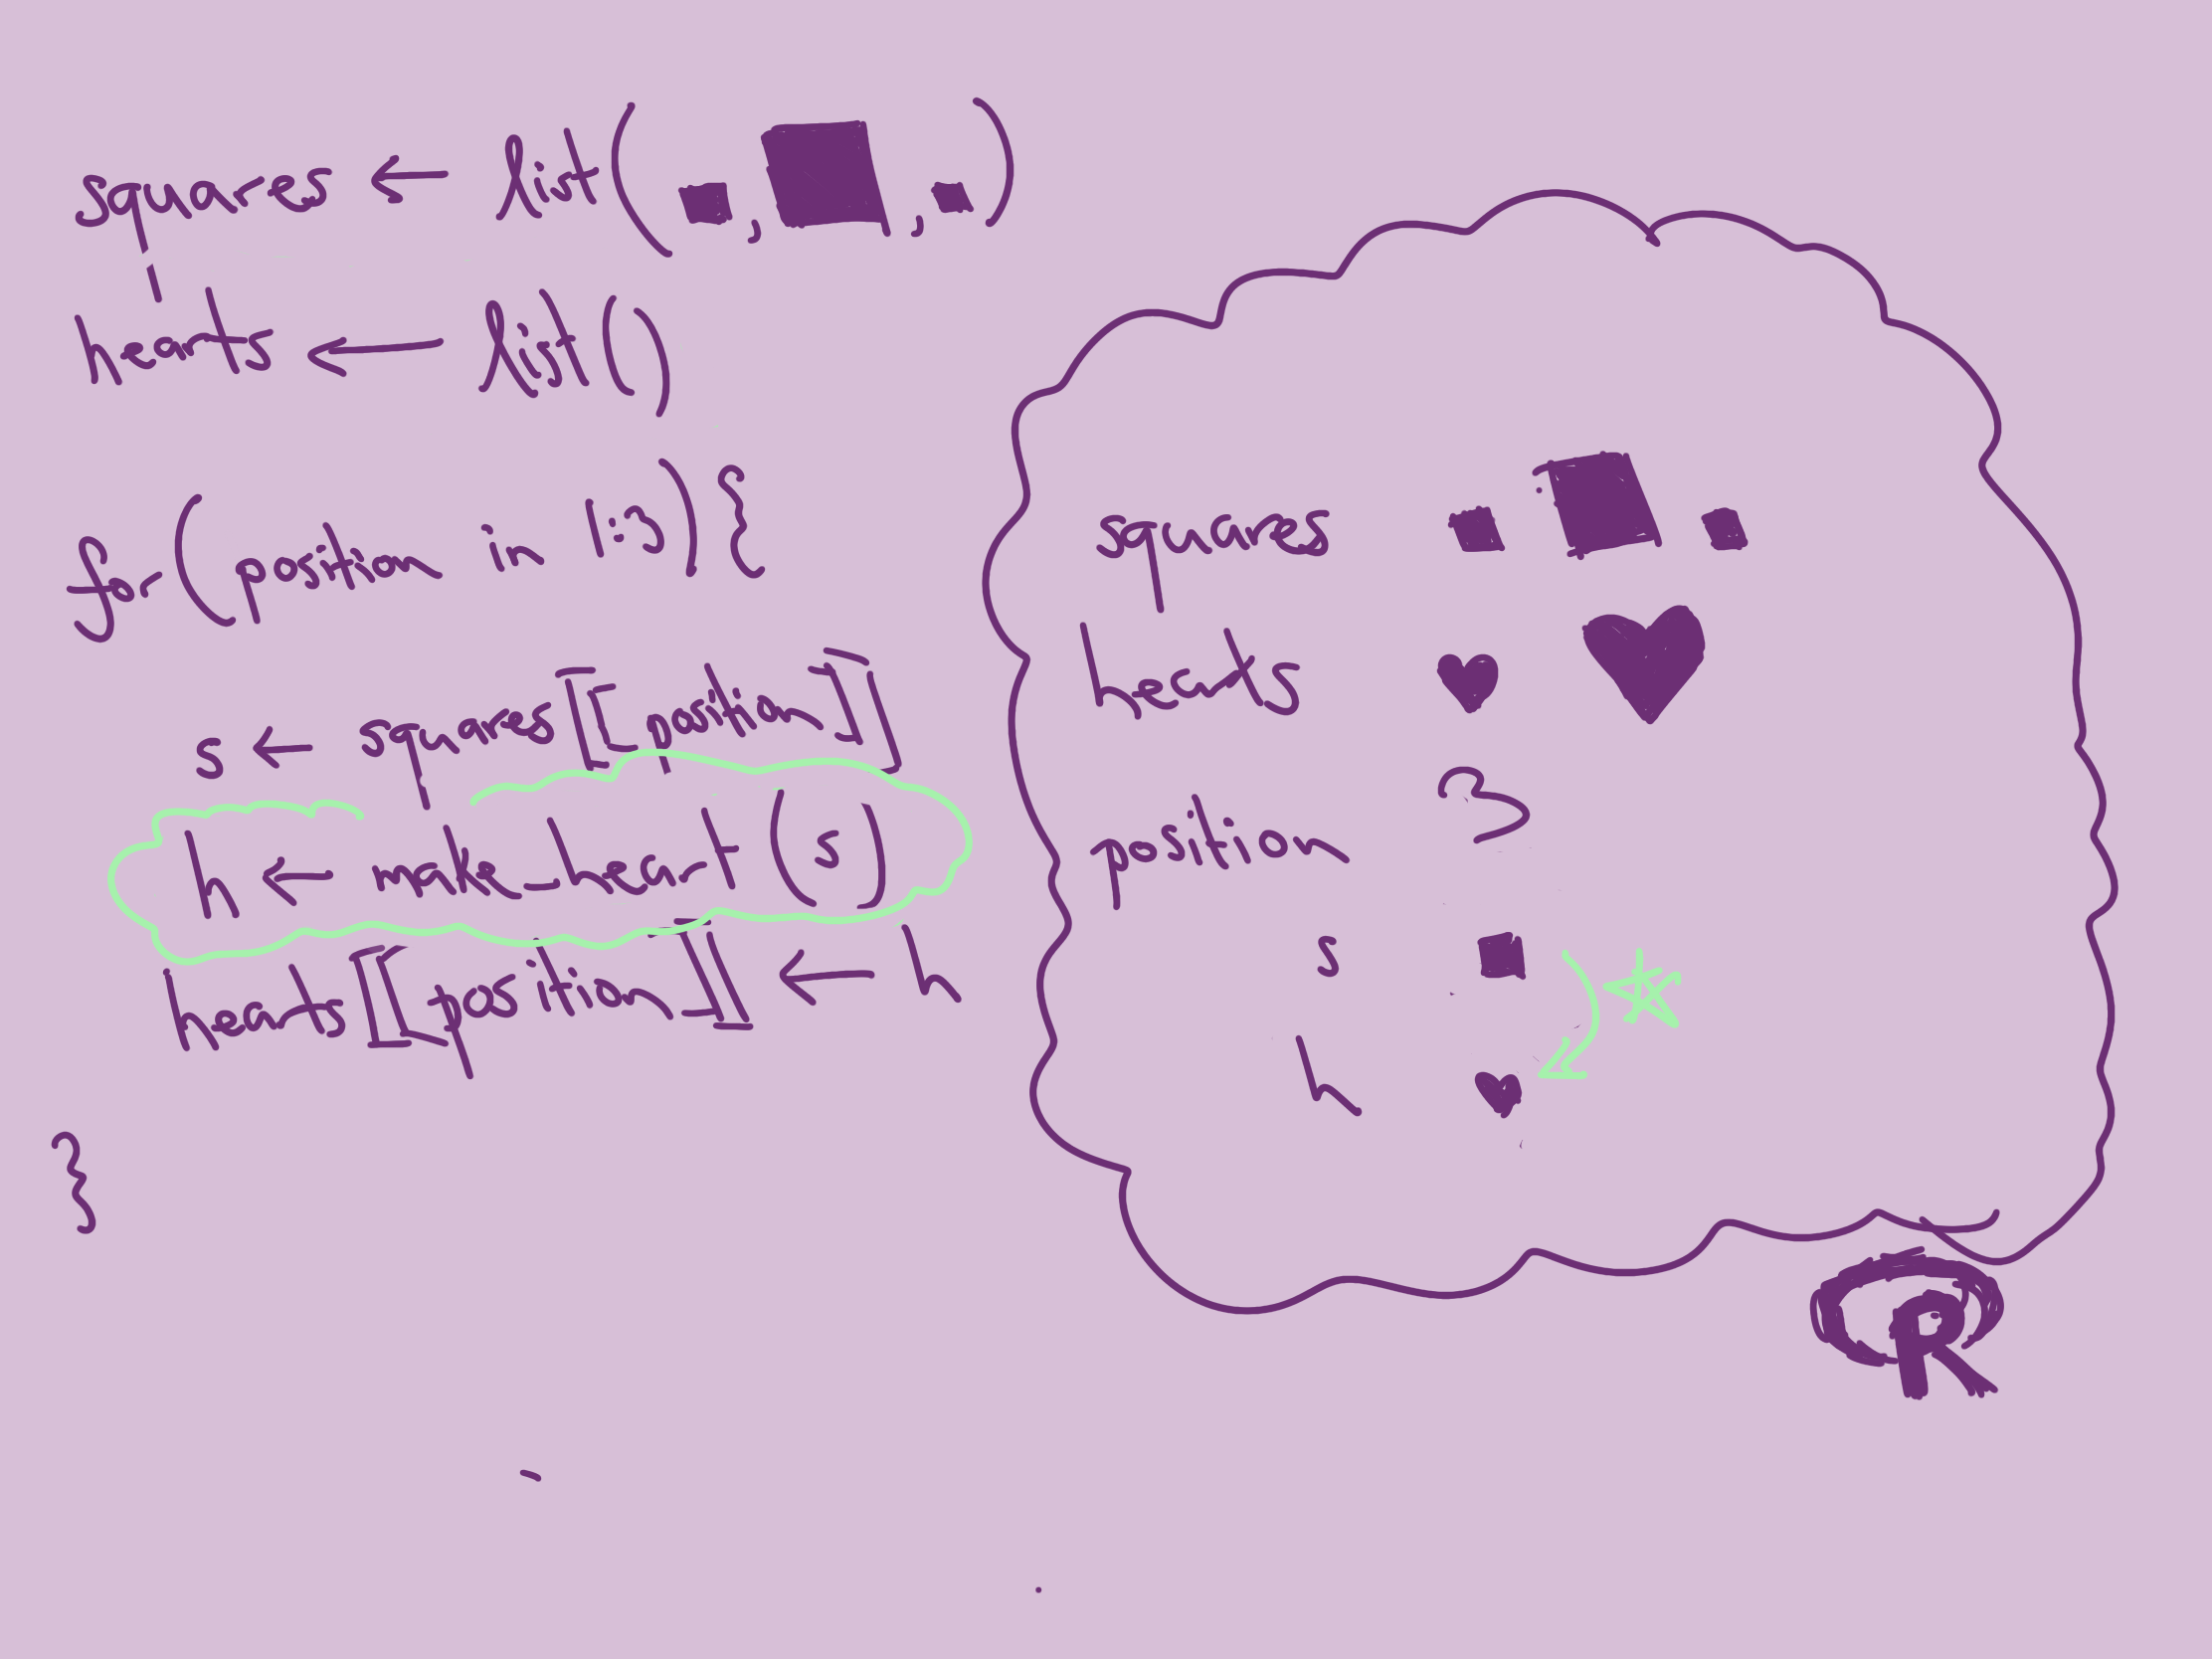 squares ← list( , , )
hearts ← list()
for (position in 1:3) {
s ← squares[[position]]
h ← make_heart(s)
hearts[[position]] ← h
}
squares
hearts
position 3
s
h
R